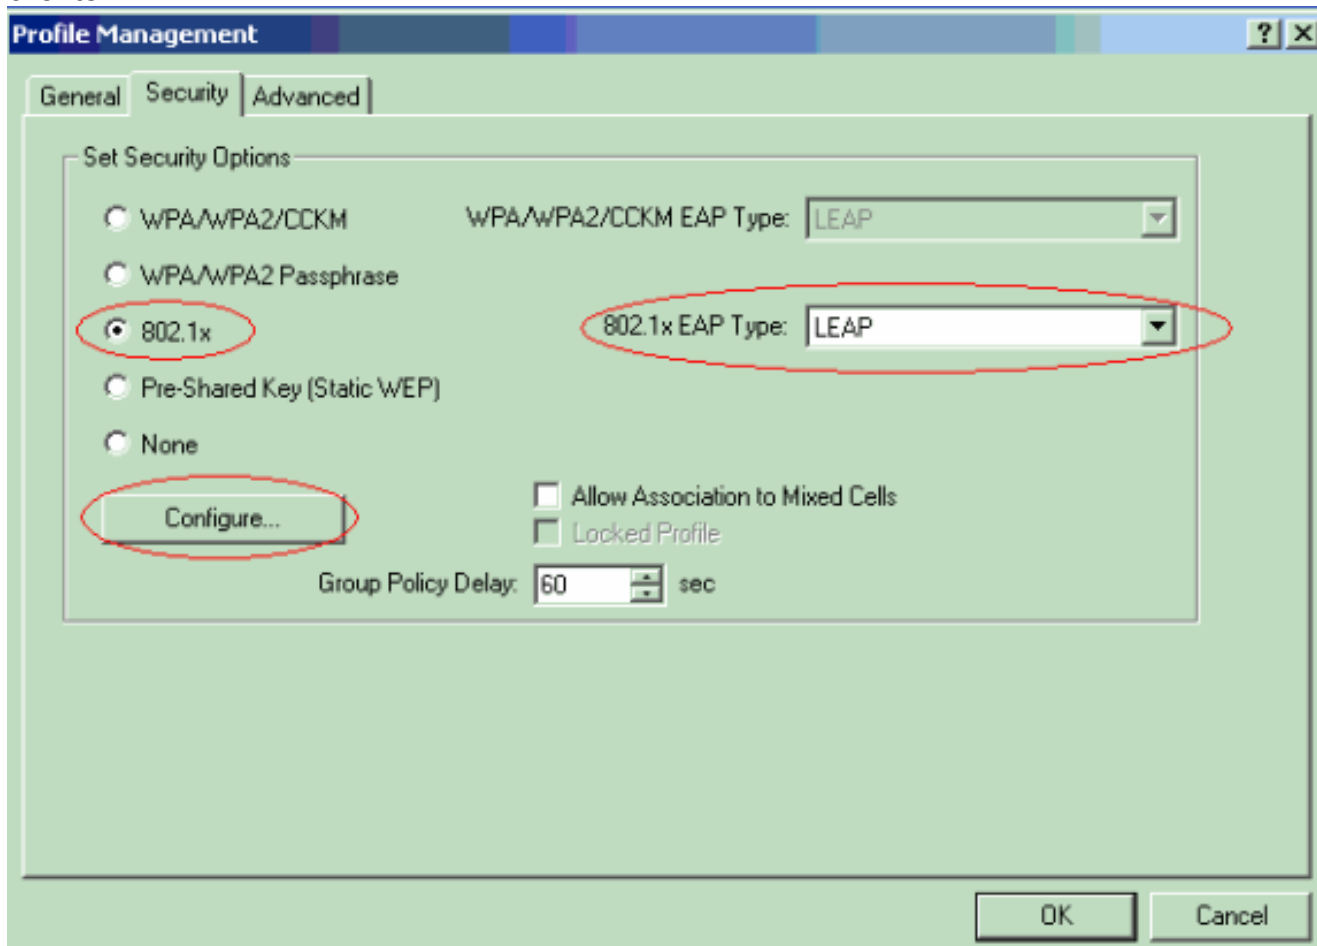 Profile Management
General Security Advanced
Set Security Options
WPA/WPA2/CCKM WPA/WPA2/CCKM EAP Type: LEAP
WPA/WPA2 Passphrase
802.1x 802.1x EAP Type: LEAP
Pre-Shared Key (Static WEP)
None
Configure... Allow Association to Mixed Cells
Locked Profile
Group Policy Delay: 60 sec
OK Cancel